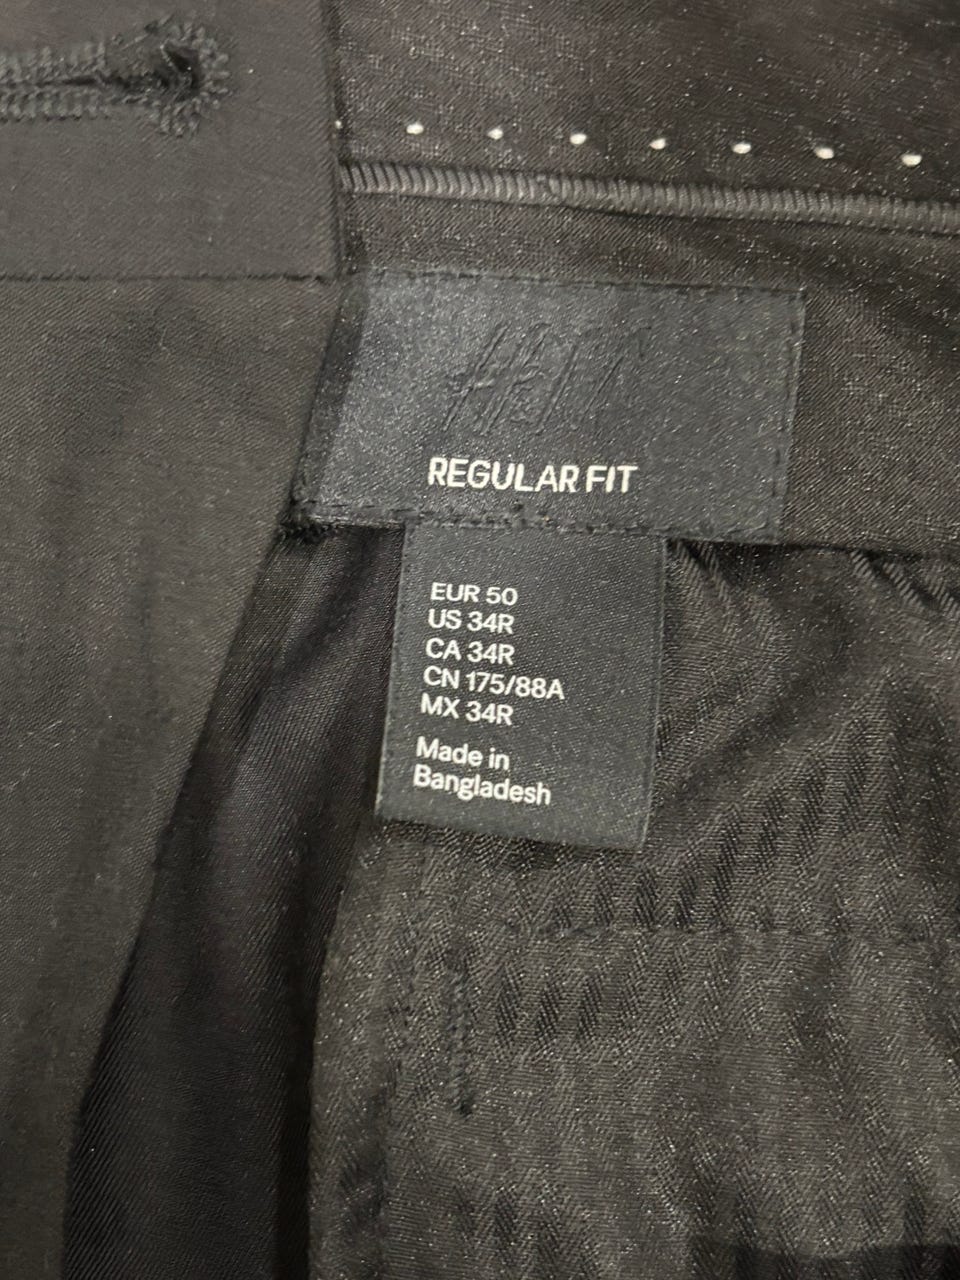 H&M
REGULAR FIT
EUR 50
US 34R
CA 34R
CN 175/88A
MX 34R
Made in
Bangladesh